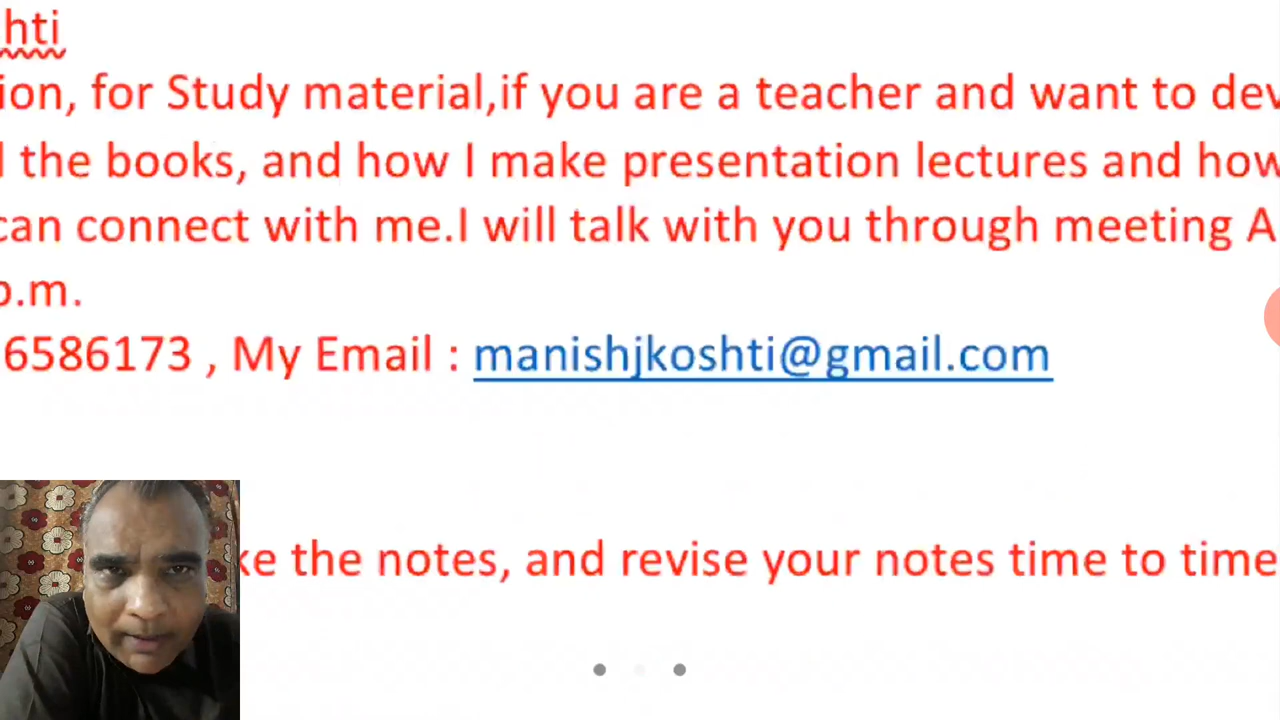 hti
ion, for Study material,if you are a teacher and want to dev
the books, and how I make presentation lectures and how
can connect with me.I will talk with you through meeting A
p.m.
6586173 , My Email : manishjkoshti@gmail.com
ke the notes, and revise your notes time to time